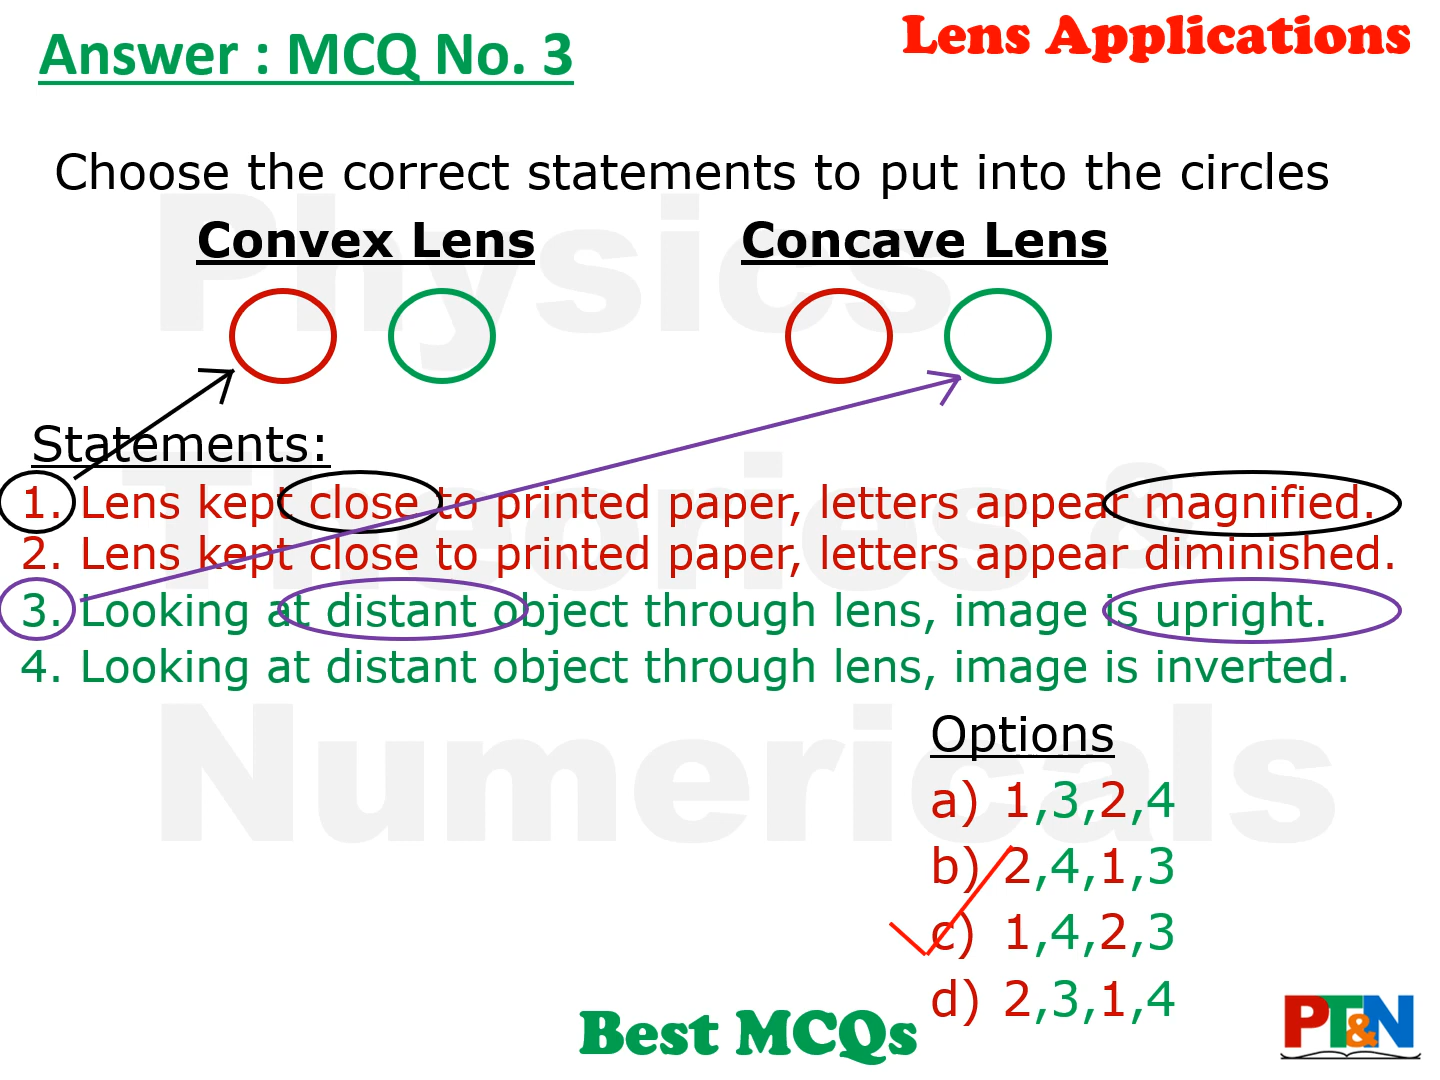 Answer : MCQ No. 3
Lens Applications
Choose the correct statements to put into the circles
Convex Lens
Concave Lens
Statements:
1. Lens kept close to printed paper, letters appear magnified.
2. Lens kept close to printed paper, letters appear diminished.
3. Looking at distant object through lens, image is upright.
4. Looking at distant object through lens, image is inverted.
Options
a) 1,3,2,4
b) 2,4,1,3
c) 1,4,2,3
d) 2,3,1,4
Best MCQs
PT&N
Physics
Theories &
Numericals